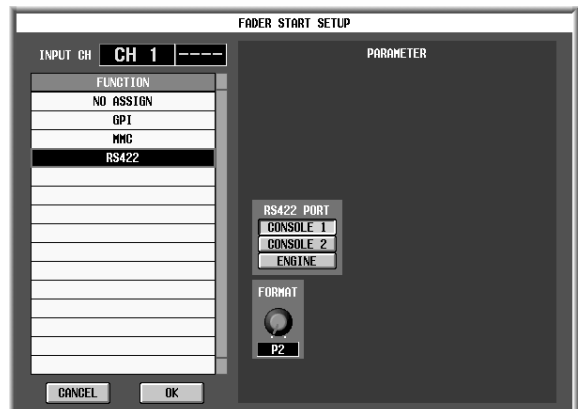 FADER START SETUP
INPUT CH CH 1 ----
FUNCTION
NO ASSIGN
GPI
MMC
RS422
CANCEL OK
PARAMETER
RS422 PORT
CONSOLE 1
CONSOLE 2
ENGINE
FORMAT
P2